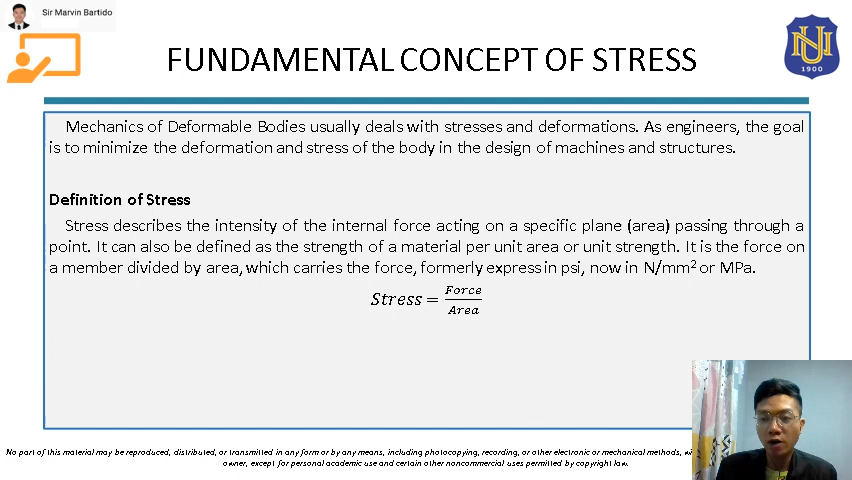 Sir Marvin Bartido
FUNDAMENTAL CONCEPT OF STRESS
NU
1900
Mechanics of Deformable Bodies usually deals with stresses and deformations. As engineers, the goal
is to minimize the deformation and stress of the body in the design of machines and structures.
Definition of Stress
Stress describes the intensity of the internal force acting on a specific plane (area) passing through a
point. It can also be defined as the strength of a material per unit area or unit strength. It is the force on
a member divided by area, which carries the force, formerly express in psi, now in N/mm² or MPa.
Stress = Force / Area
No part of this material may be reproduced, distributed, or transmitted in any form or by any means, including photocopying, recording, or other electronic or mechanical methods,
owner, except for personal academic use and certain other noncommercial uses permitted by copyright law.